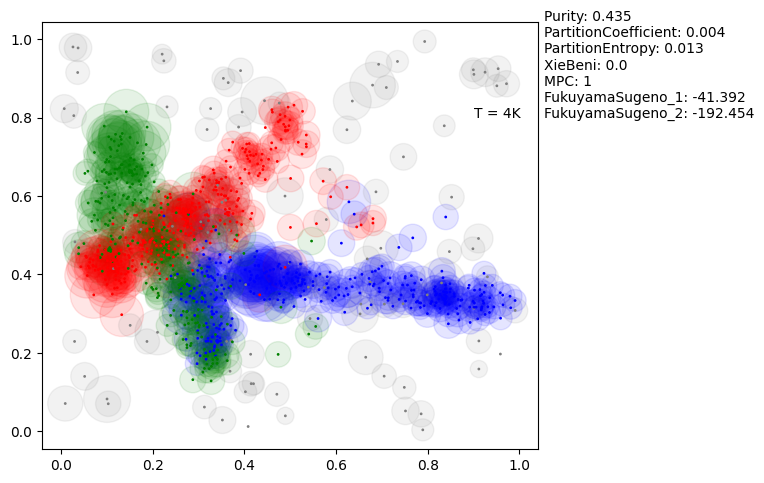 Purity: 0.435
PartitionCoefficient: 0.004
PartitionEntropy: 0.013
XieBeni: 0.0
MPC: 1
FukuyamaSugeno_1: -41.392
FukuyamaSugeno_2: -192.454
T = 4K
1.0
0.8
0.6
0.4
0.2
0.0
0.0 0.2 0.4 0.6 0.8 1.0